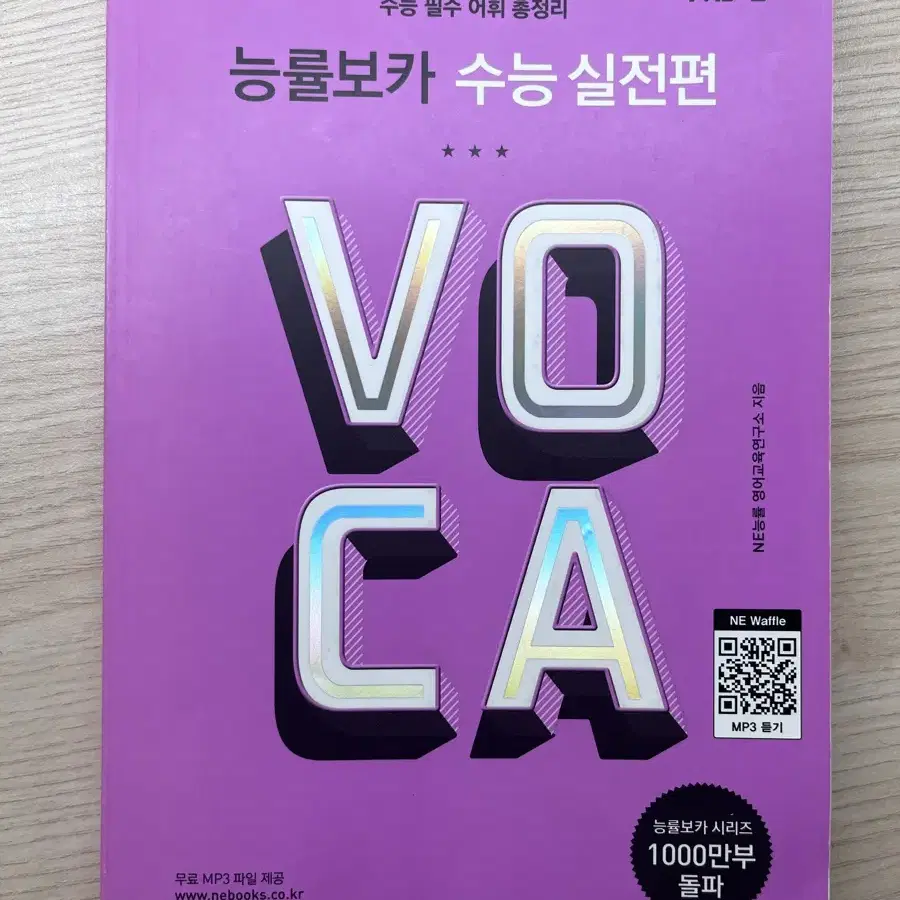 수능 필수 어휘 총정리
능률보카 수능 실전편
VO
CA
NE능률 영어교육연구소 지음
NE Waffle
MP3 듣기
능률보카 시리즈
1000만부
돌파
무료 MP3 파일 제공
www.nebooks.co.kr